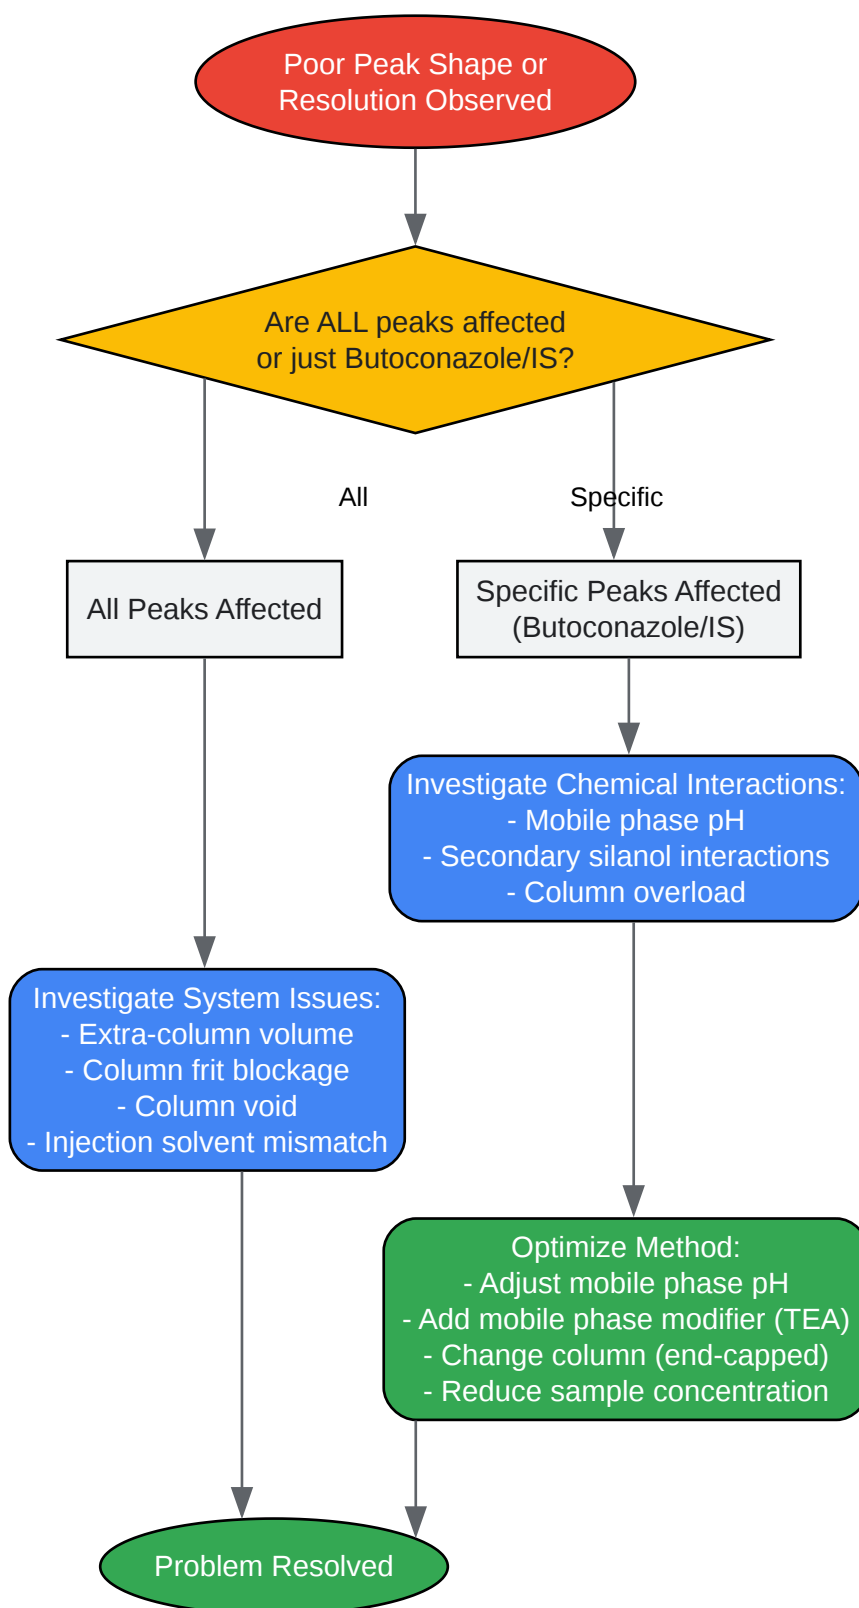 Poor Peak Shape or
Resolution Observed
Are ALL peaks affected
or just Butoconazole/IS?
All
Specific
All Peaks Affected
Specific Peaks Affected
(Butoconazole/IS)
Investigate Chemical Interactions:
- Mobile phase pH
- Secondary silanol interactions
- Column overload
Investigate System Issues:
- Extra-column volume
- Column frit blockage
- Column void
- Injection solvent mismatch
Optimize Method:
- Adjust mobile phase pH
- Add mobile phase modifier (TEA)
- Change column (end-capped)
- Reduce sample concentration
Problem Resolved